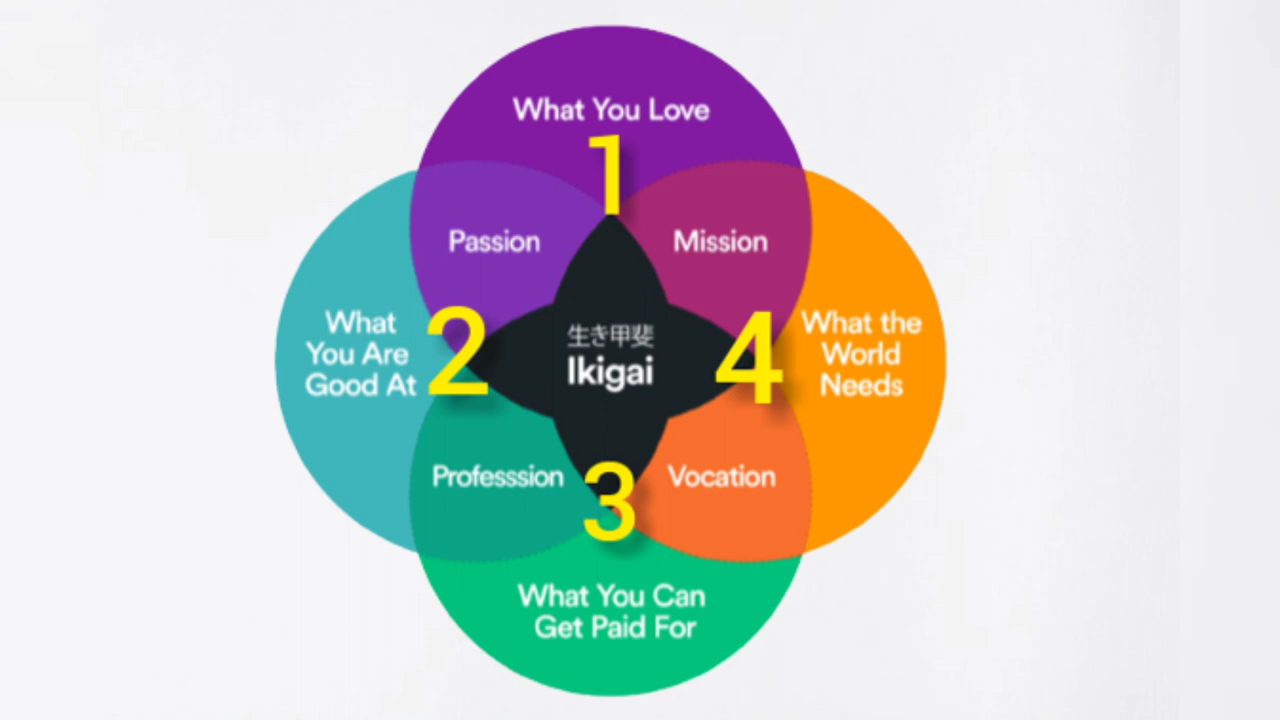 What You Love
1
Passion
Mission
What
You Are
Good At
2
生き甲斐
Ikigai
4
What the
World
Needs
Professsion
3
Vocation
What You Can
Get Paid For